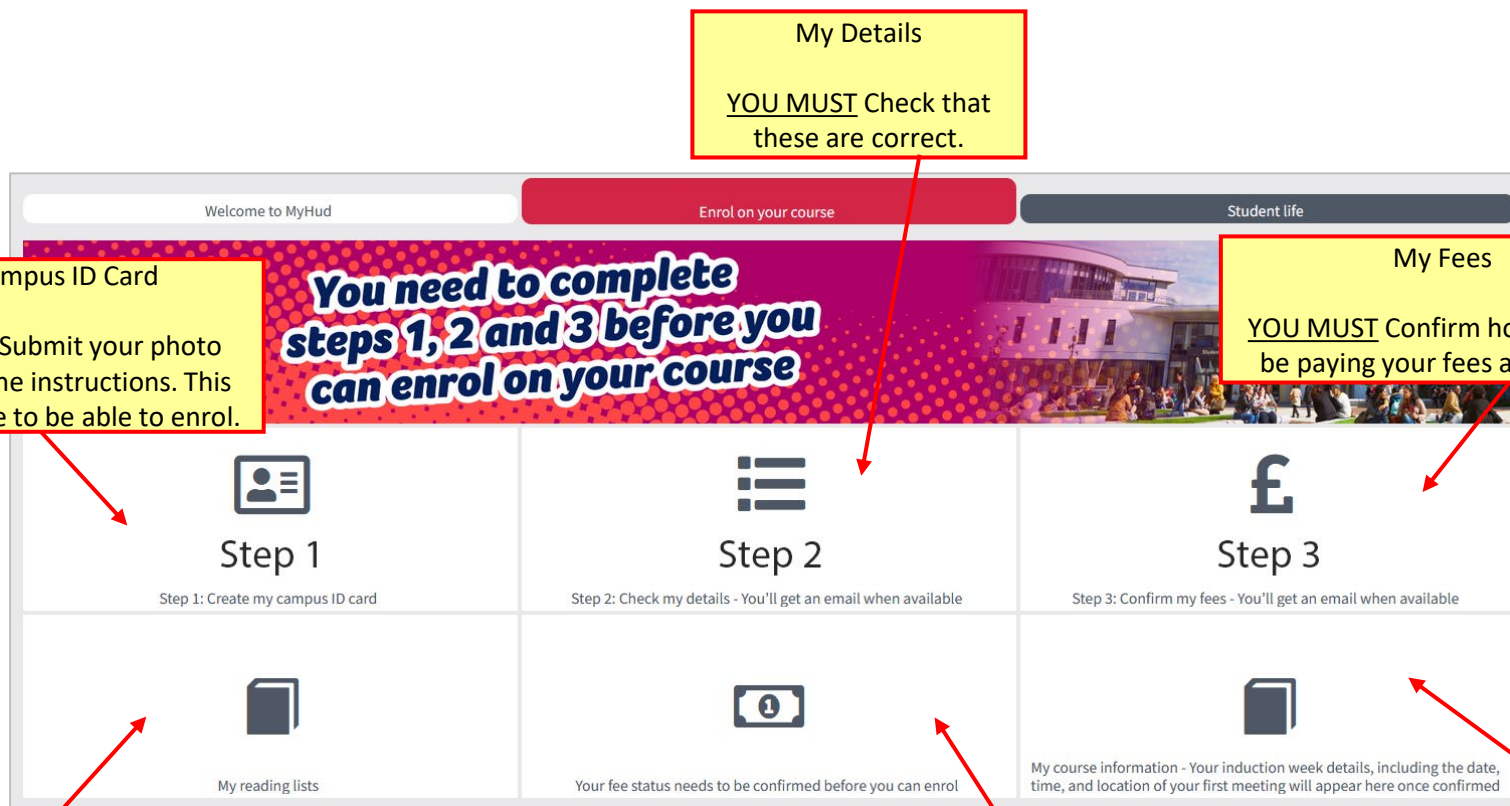 My Details
YOU MUST Check that
these are correct.
Welcome to MyHud
Enrol on your course
Student life
ID Card
Submit your photo
instructions. This
to be able to enrol.
You need to complete
steps 1, 2 and 3 before you
can enrol on your course
My Fees
YOU MUST Confirm
be paying your fees
Step 1
Step 1: Create my campus ID card
Step 2
Step 2: Check my details - You'll get an email when available
Step 3
Step 3: Confirm my fees - You'll get an email when available
My reading lists
1
Your fee status needs to be confirmed before you can enrol
My course information - Your induction week details, including the date,
time, and location of your first meeting will appear here once confirmed